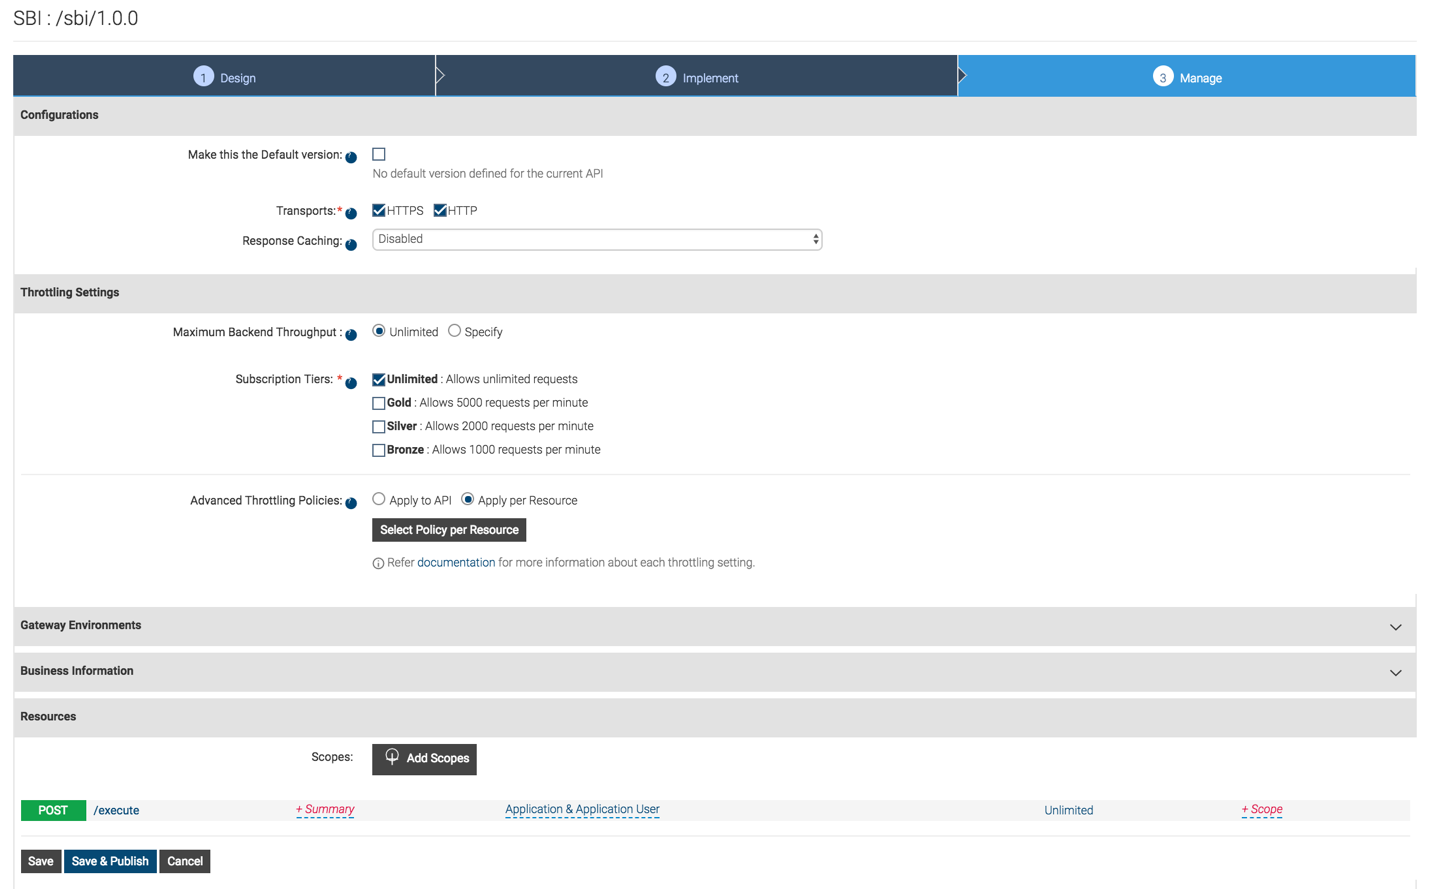 SBI : /sbi/1.0.0
1 Design
2 Implement
3 Manage
Configurations
Make this the Default version:
No default version defined for the current API
Transports:* HTTPS HTTP
Response Caching: Disabled
Throttling Settings
Maximum Backend Throughput : Unlimited Specify
Subscription Tiers: * Unlimited : Allows unlimited requests
Gold : Allows 5000 requests per minute
Silver : Allows 2000 requests per minute
Bronze : Allows 1000 requests per minute
Advanced Throttling Policies: Apply to API Apply per Resource
Select Policy per Resource
Refer documentation for more information about each throttling setting.
Gateway Environments
Business Information
Resources
Scopes: Add Scopes
POST /execute + Summary Application & Application User Unlimited + Scope
Save Save & Publish Cancel